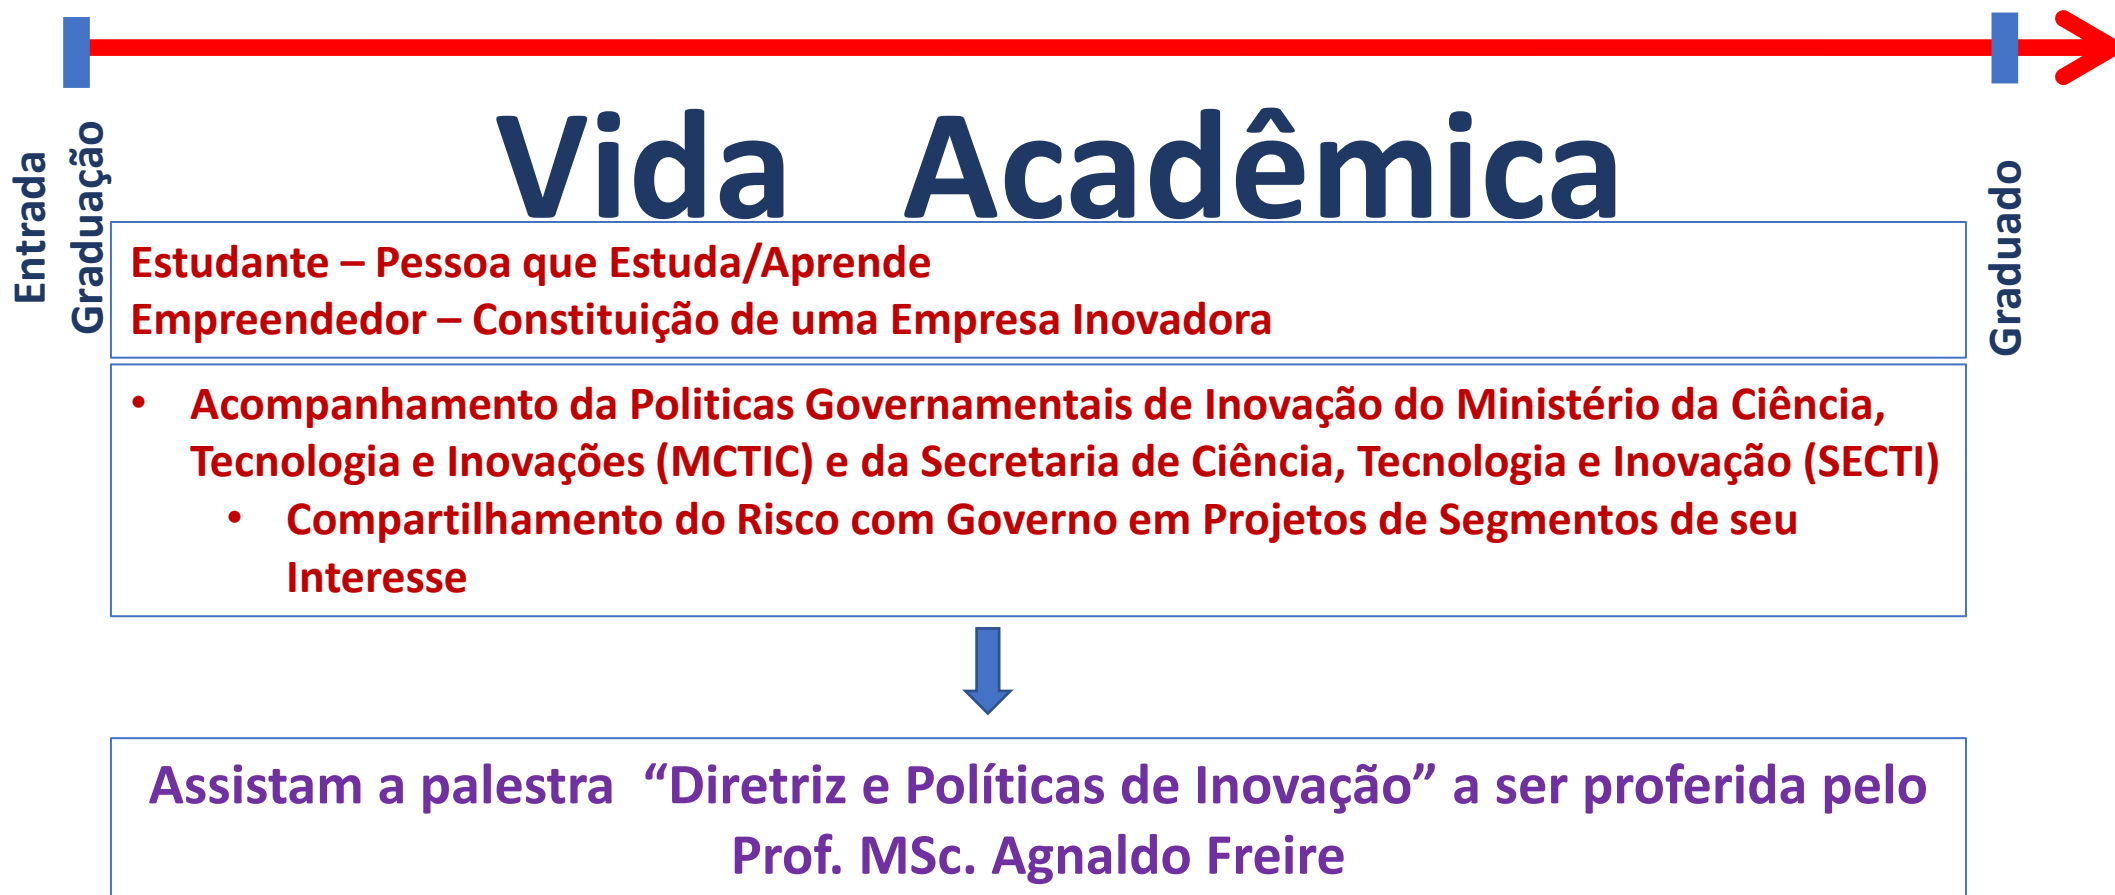 Vida Acadêmica
Entrada
Graduação
Graduado
Estudante – Pessoa que Estuda/Aprende
Empreendedor – Constituição de uma Empresa Inovadora
• Acompanhamento da Politicas Governamentais de Inovação do Ministério da Ciência,
Tecnologia e Inovações (MCTIC) e da Secretaria de Ciência, Tecnologia e Inovação (SECTI)
• Compartilhamento do Risco com Governo em Projetos de Segmentos de seu
Interesse
Assistam a palestra “Diretriz e Políticas de Inovação” a ser proferida pelo
Prof. MSc. Agnaldo Freire